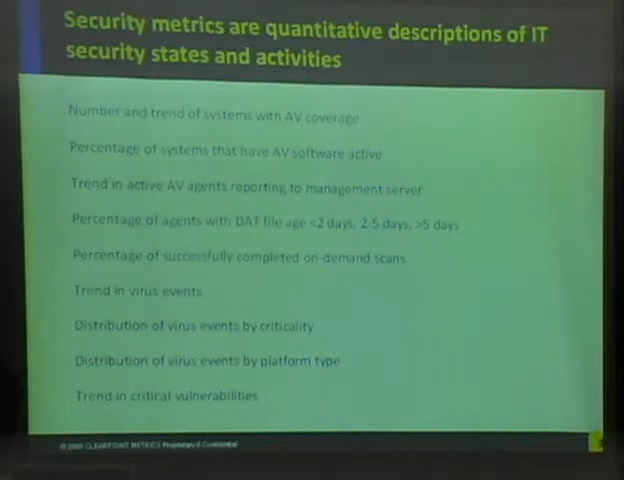 Security metrics are quantitative descriptions of IT
security states and activities
Number and trend of systems with AV coverage
Percentage of systems that have AV software active
Trend in active AV agents reporting to management server
Percentage of agents with DAT file age <2 days, 2-5 days, >5 days
Percentage of successfully completed on-demand scans
Trend in virus events
Distribution of virus events by criticality
Distribution of virus events by platform type
Trend in critical vulnerabilities
CLEARPOINT METRICS Proprietary & Confidential